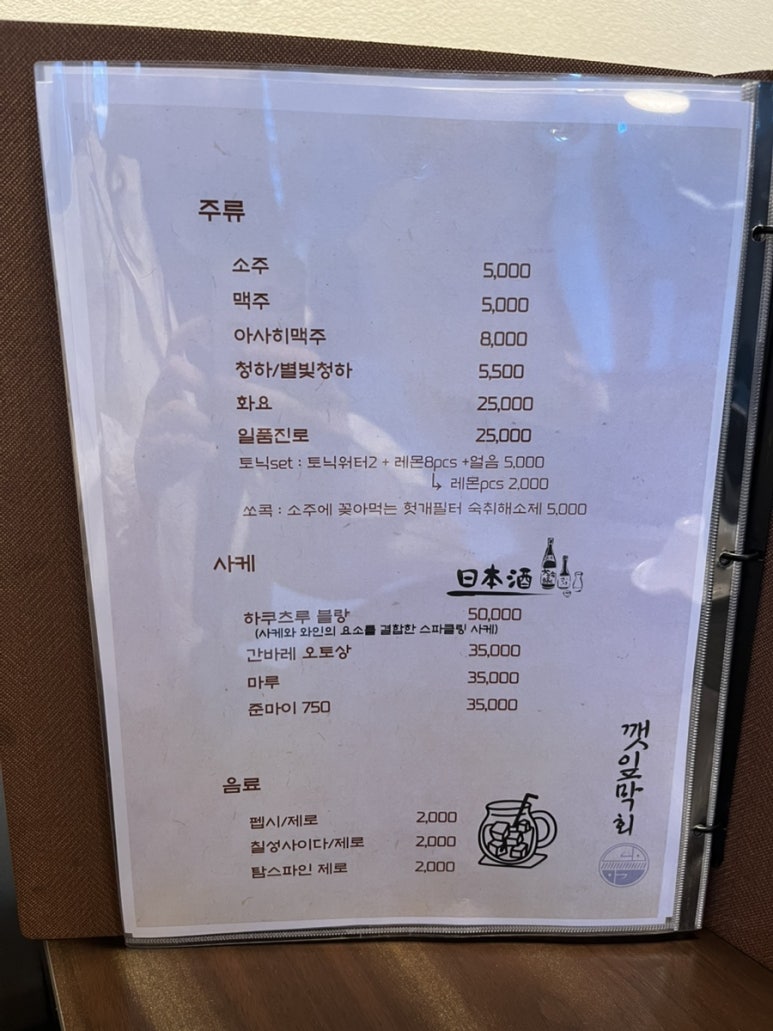 주류
소주 5,000
맥주 5,000
아사히맥주 8,000
청하/별빛청하 5,500
화요 25,000
일품진로 25,000
토닉set : 토닉워터2 + 레몬8pcs +얼음 5,000
↳ 레몬pcs 2,000
쏘콕 : 소주에 꽂아먹는 헛개필터 숙취해소제 5,000
사케
日本酒
하쿠츠루 블랑 50,000
(사케와 와인의 요소를 결합한 스파클링 사케)
간바레 오토상 35,000
마루 35,000
준마이 750 35,000
음료
펩시/제로 2,000
칠성사이다/제로 2,000
탐스파인 제로 2,000
깻잎막회